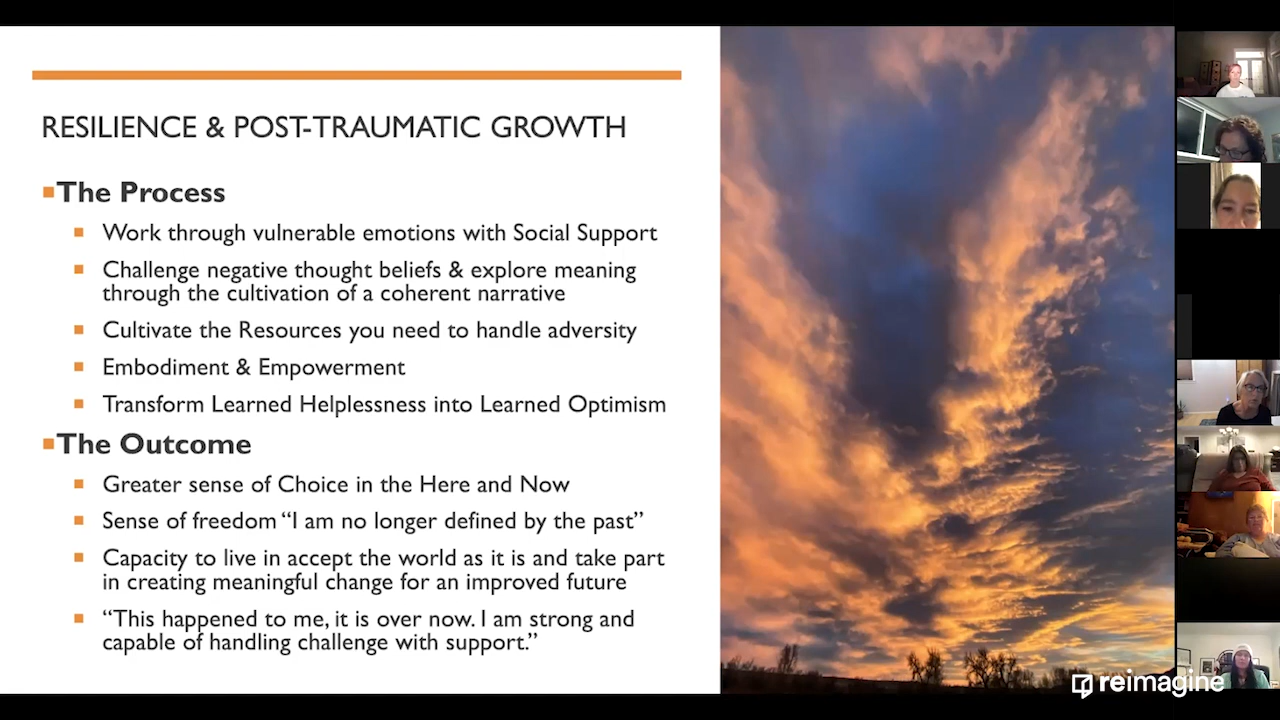 RESILIENCE & POST-TRAUMATIC GROWTH
The Process
Work through vulnerable emotions with Social Support
Challenge negative thought beliefs & explore meaning
through the cultivation of a coherent narrative
Cultivate the Resources you need to handle adversity
Embodiment & Empowerment
Transform Learned Helplessness into Learned Optimism
The Outcome
Greater sense of Choice in the Here and Now
Sense of freedom “I am no longer defined by the past”
Capacity to live in accept the world as it is and take part
in creating meaningful change for an improved future
“This happened to me, it is over now. I am strong and
capable of handling challenge with support.”
reimagine